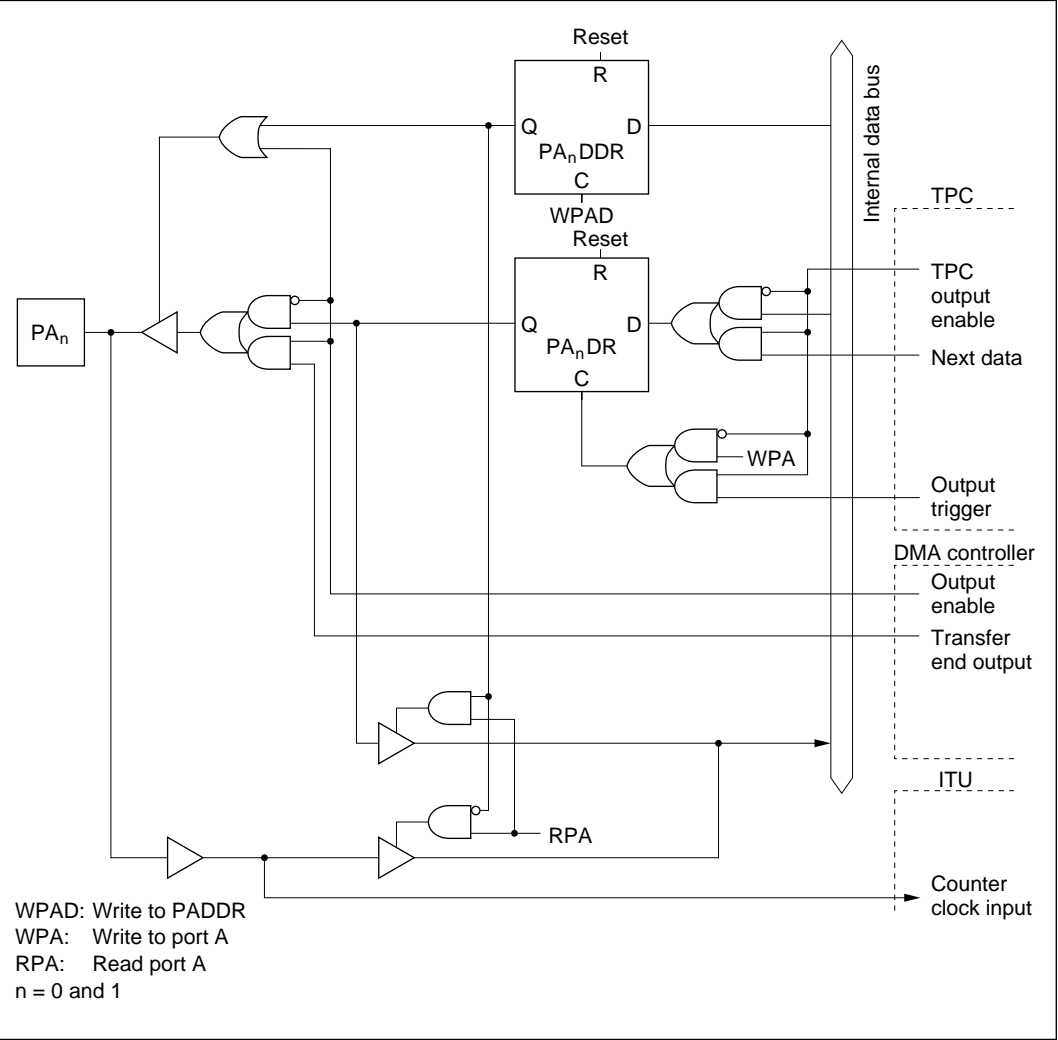 Reset
R
Q
D
PAnDDR
C
WPAD
Internal data bus
TPC
Reset
R
Q
D
PAnDR
C
PAn
TPC
output
enable
Next data
WPA
Output
trigger
DMA controller
Output
enable
Transfer
end output
ITU
RPA
Counter
clock input
WPAD: Write to PADDR
WPA: Write to port A
RPA: Read port A
n = 0 and 1